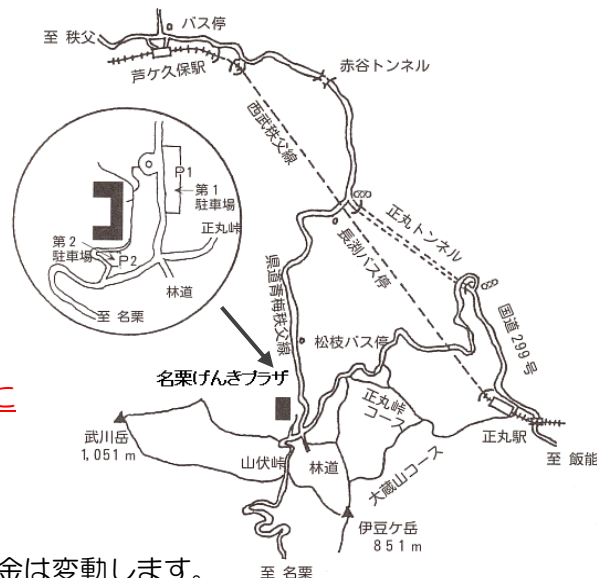 バス停
至 秩父
芦ケ久保駅
赤谷トンネル
西武秩父線
P1
第1
駐車場
正丸峠
第2
駐車場
P2
林道
至 名栗
正丸トンネル
長渕バス停
県道青梅秩父線
国道299号
松枝バス停
名栗げんきプラザ
に
正丸峠
コース
正丸駅
武川岳
1,051m
山伏峠
林道
大蔵山コース
至 飯能
伊豆ケ岳
851m
金は変動します。
至 名栗